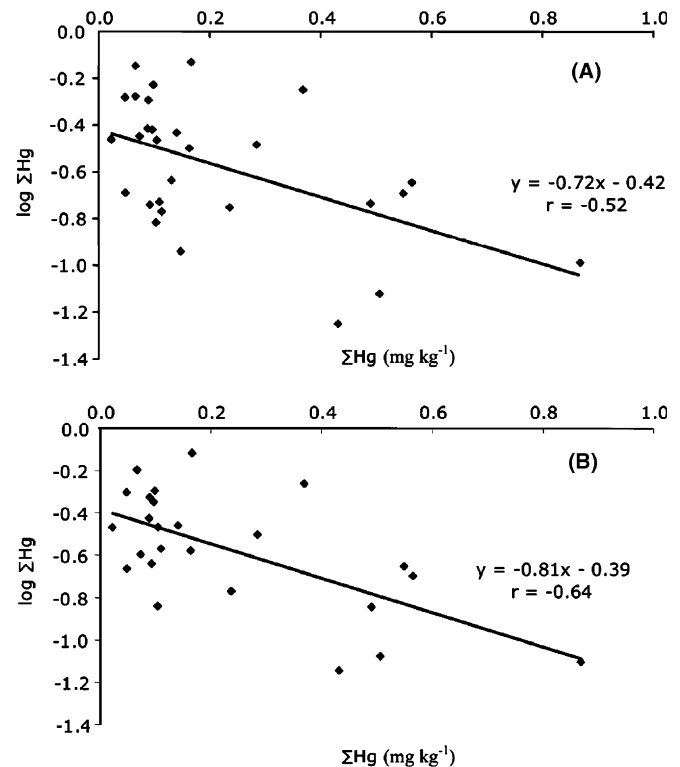 0.0 0.2 0.4 0.6 0.8 1.0
0.0
-0.2
(A)
-0.4
-0.6
y = -0.72x - 0.42
r = -0.52
-0.8
-1.0
-1.2
-1.4
log ΣHg
ΣHg (mg kg⁻¹)
0.0 0.2 0.4 0.6 0.8 1.0
0.0
-0.2
(B)
-0.4
-0.6
y = -0.81x - 0.39
r = -0.64
-0.8
-1.0
-1.2
-1.4
log ΣHg
ΣHg (mg kg⁻¹)